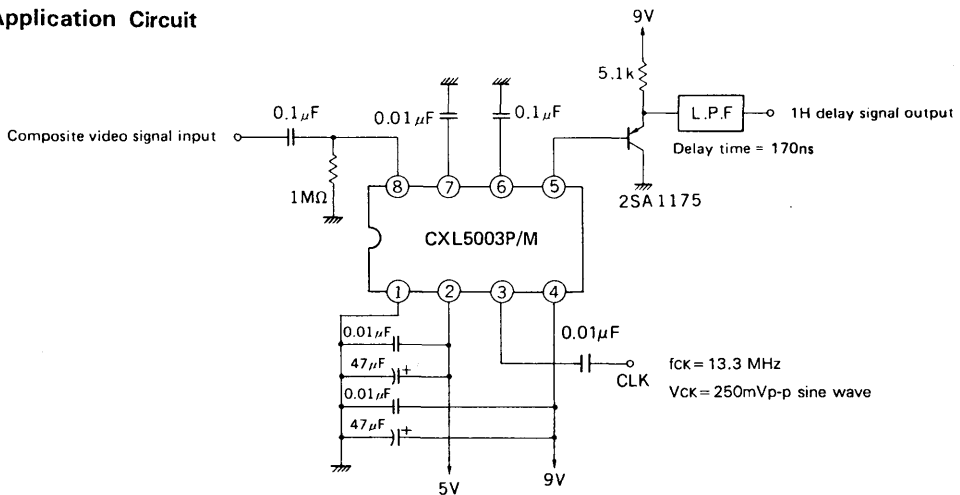 Application Circuit
9V
5.1k
L.P.F
1H delay signal output
Delay time = 170ns
2SA1175
0.1μF
0.01μF
0.1μF
Composite video signal input
1MΩ
8
7
6
5
CXL5003P/M
1
2
3
4
0.01μF
47μF
+
0.01μF
47μF
+
0.01μF
CLK
fCK = 13.3 MHz
VCK = 250mVp-p sine wave
5V
9V